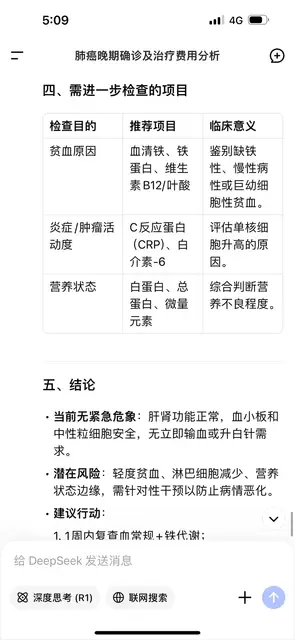 5:09
4G
肺癌晚期确诊及治疗费用分析
四、需进一步检查的项目
检查目的 推荐项目 临床意义
贫血原因 血清铁、铁 鉴别缺铁
蛋白、维生 性、慢性病
素 B12/叶酸 性或巨幼细
胞性贫血。
炎症/肿瘤活 C反应蛋白 评估单核细
动度 (CRP)、白 胞升高的原
介素-6 因。
营养状态 白蛋白、总 综合判断营
蛋白、微量 养不良程度。
元素
五、结论
• 当前无紧急危象：肝肾功能正常，血小板和
中性粒细胞安全，无立即输血或升白针需
求。
• 潜在风险：轻度贫血、淋巴细胞减少、营养
状态边缘，需针对性干预以防止病情恶化。
• 建议行动：
1. 1周内复查血常规+铁代谢；
给 DeepSeek 发送消息
深度思考 (R1) 联网搜索